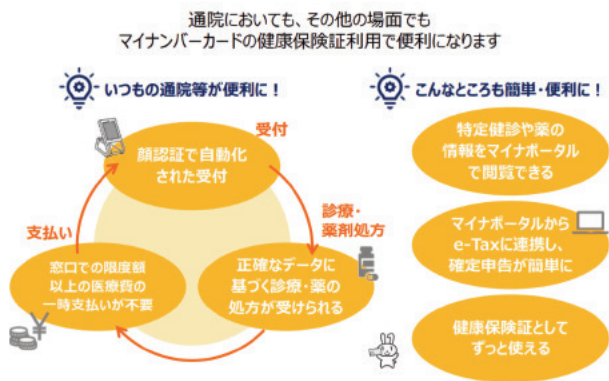 通院においても、その他の場面でも
マイナンバーカードの健康保険証利用で便利になります
いつもの通院等が便利に！
受付
顔認証で自動化
された受付
診療・
薬剤処方
正確なデータに
基づく診療・薬の
処方が受けられる
支払い
窓口での限度額
以上の医療費の
一時支払いが不要
¥
こんなところも簡単・便利に！
特定健診や薬の
情報をマイナポータル
で閲覧できる
マイナポータルから
e-Taxに連携し、
確定申告が簡単に
健康保険証として
ずっと使える